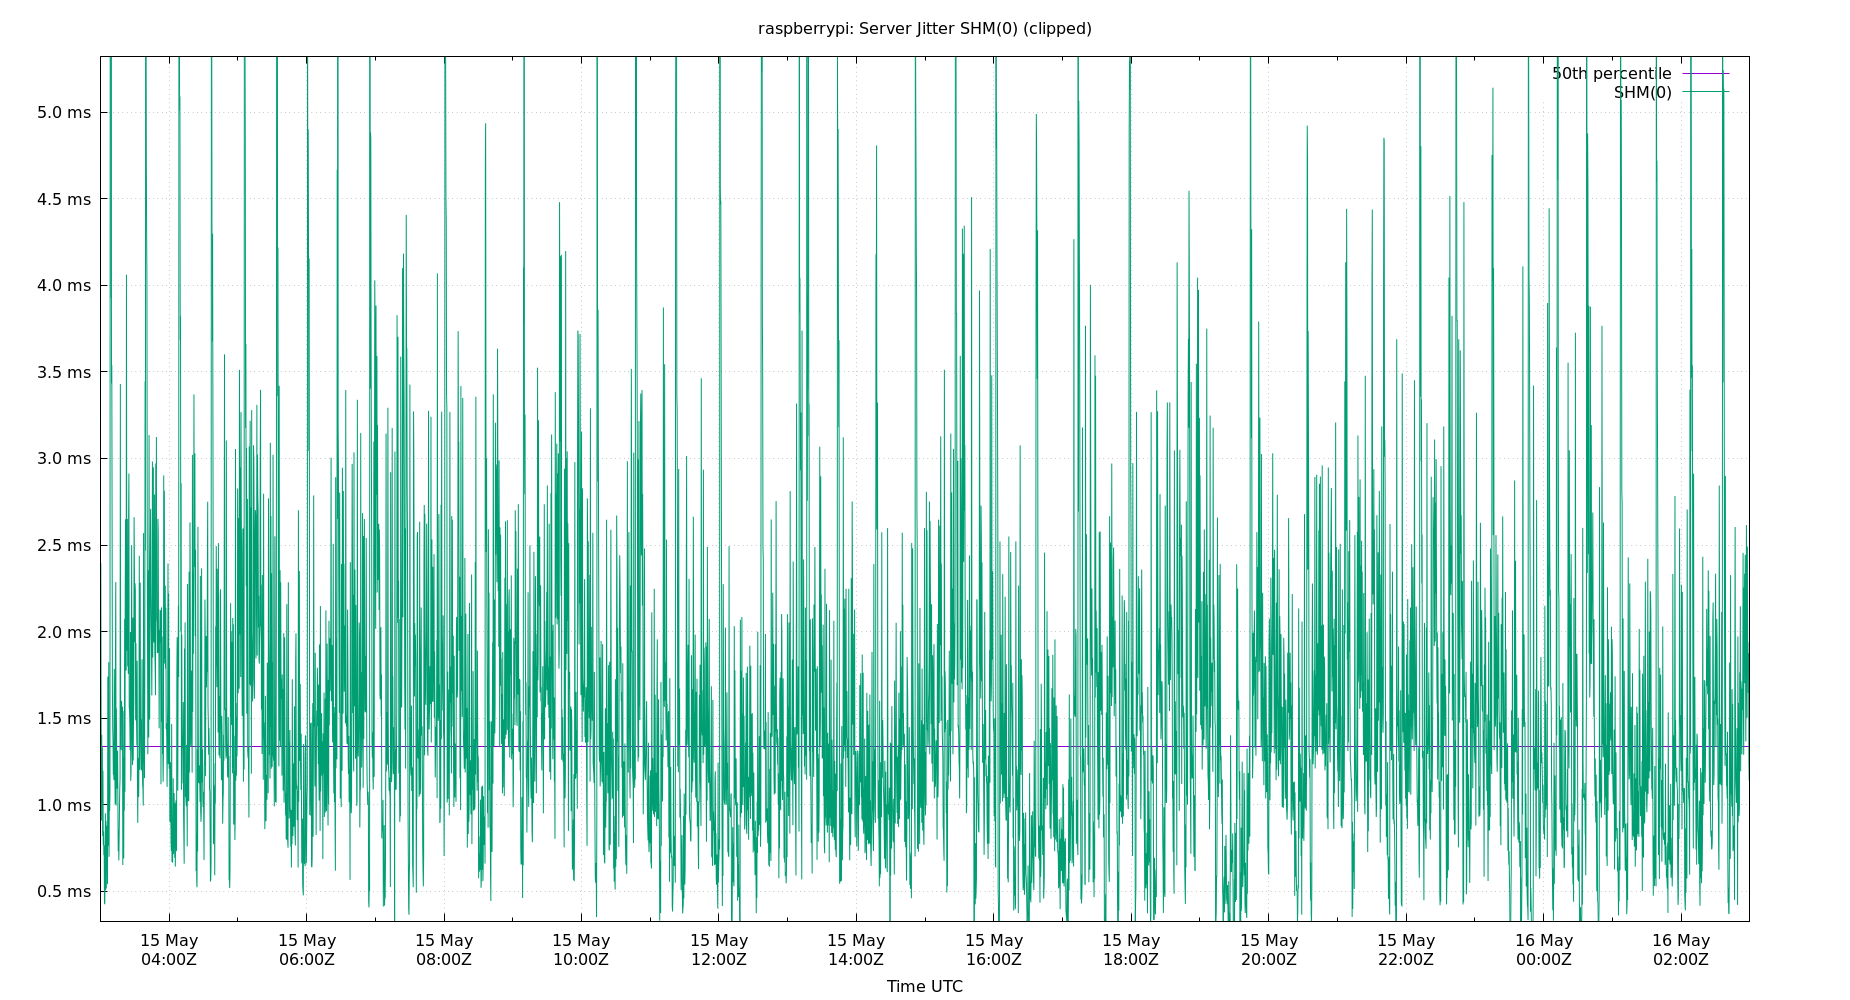 raspberrypi: Server Jitter SHM(0) (clipped)
50th percentile
SHM(0)
5.0 ms
4.5 ms
4.0 ms
3.5 ms
3.0 ms
2.5 ms
2.0 ms
1.5 ms
1.0 ms
0.5 ms
15 May 15 May 15 May 15 May 15 May 15 May 15 May 15 May 15 May 15 May 16 May 16 May
04:00Z 06:00Z 08:00Z 10:00Z 12:00Z 14:00Z 16:00Z 18:00Z 20:00Z 22:00Z 00:00Z 02:00Z
Time UTC